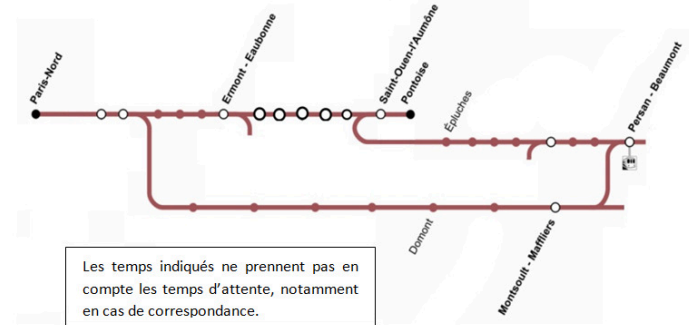 Paris-Nord
Ermont - Eaubonne
Saint-Ouen-l'Aumône
Pontoise
Épluches
Persan - Beaumont
Domont
Montsoult - Maffliers
Les temps indiqués ne prennent pas en
compte les temps d'attente, notamment
en cas de correspondance.